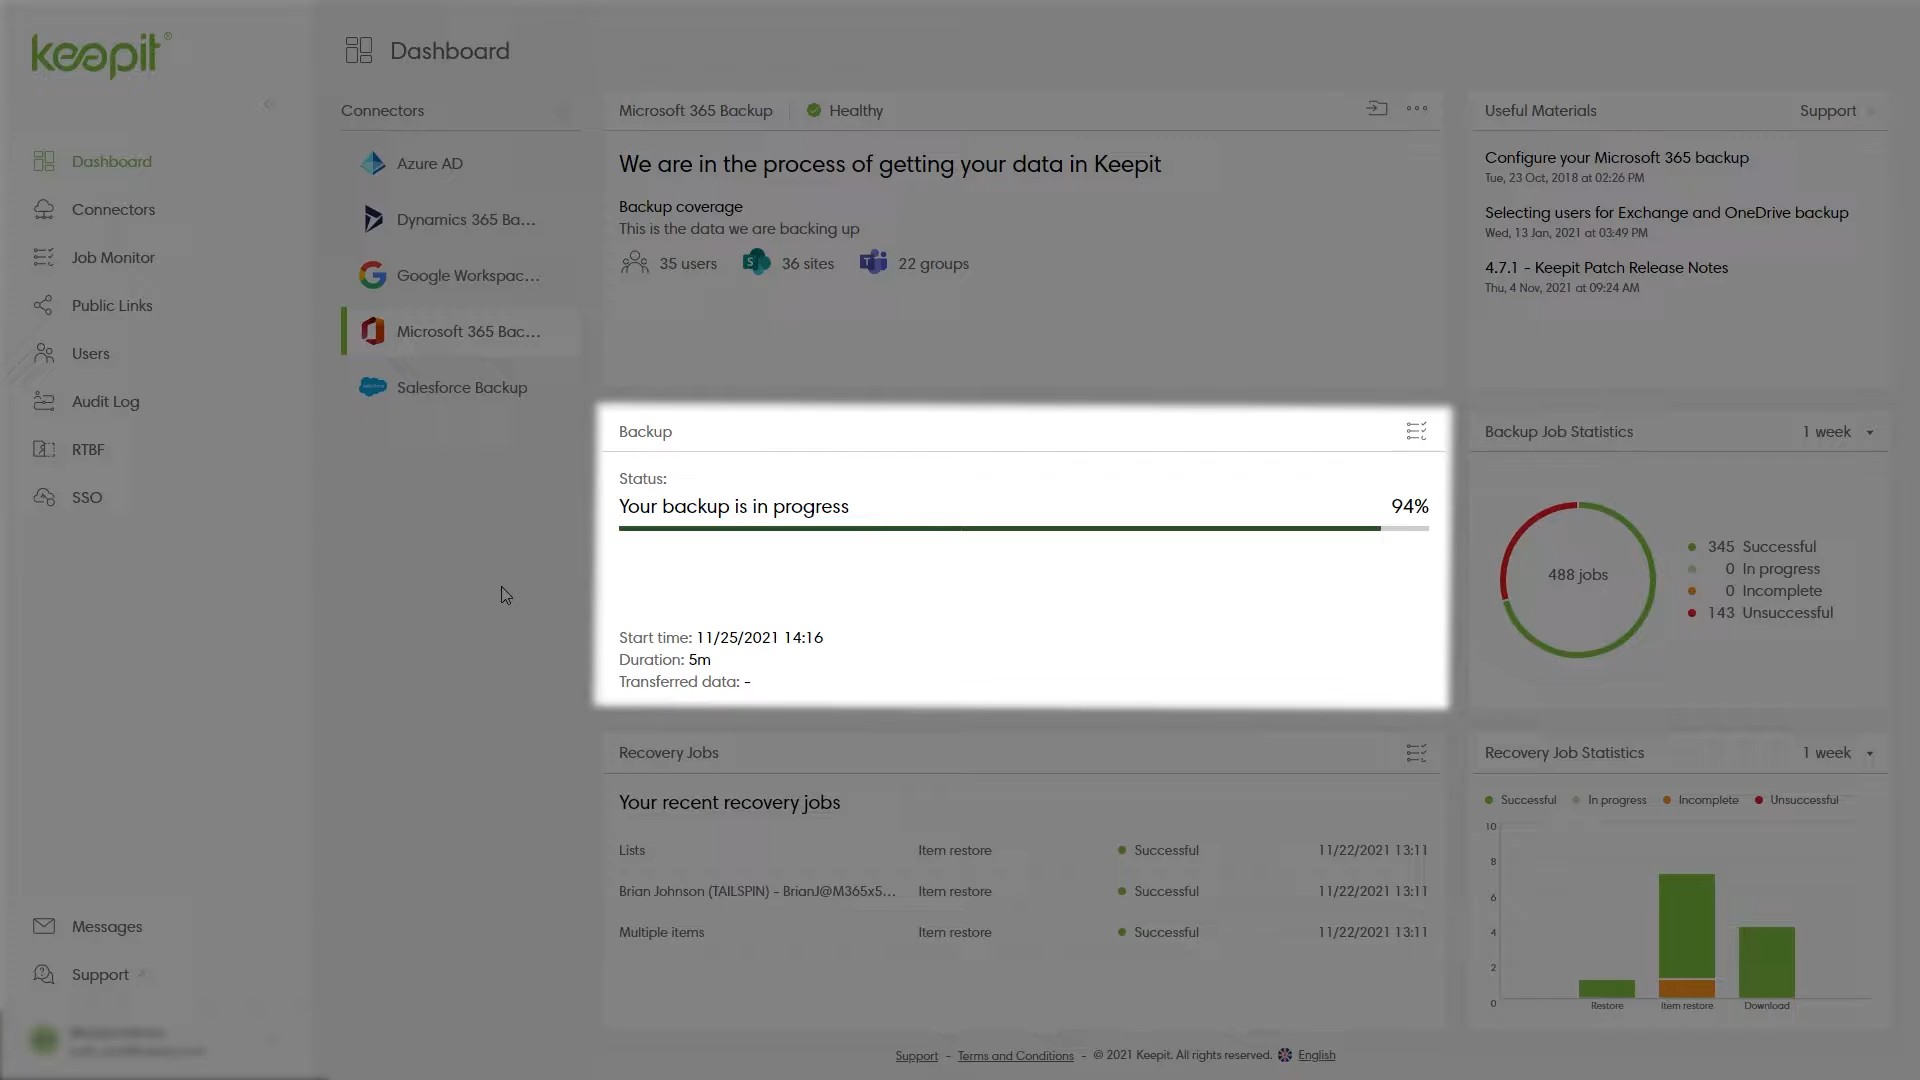 keepit®
Dashboard
Connectors
Job Monitor
Public Links
Users
Audit Log
RTBF
SSO
Messages
Support
Dashboard
Connectors
Azure AD
Dynamics 365 Ba...
Google Workspac...
Microsoft 365 Bac...
Salesforce Backup
Microsoft 365 Backup Healthy
We are in the process of getting your data in Keepit
Backup coverage
This is the data we are backing up
35 users 36 sites 22 groups
Backup
Status:
Your backup is in progress 94%
Start time: 11/25/2021 14:16
Duration: 5m
Transferred data: -
Recovery Jobs
Your recent recovery jobs
Lists Item restore Successful 11/22/2021 13:11
Brian Johnson (TAILSPIN) - BrianJ@M365x5... Item restore Successful 11/22/2021 13:11
Multiple items Item restore Successful 11/22/2021 13:11
Useful Materials Support
Configure your Microsoft 365 backup
Tue, 23 Oct, 2018 at 02:26 PM
Selecting users for Exchange and OneDrive backup
Wed, 13 Jan, 2021 at 03:49 PM
4.7.1 - Keepit Patch Release Notes
Thu, 4 Nov, 2021 at 09:24 AM
Backup Job Statistics 1 week
488 jobs
345 Successful
0 In progress
0 Incomplete
143 Unsuccessful
Recovery Job Statistics 1 week
Successful In progress Incomplete Unsuccessful
10
8
6
4
2
0
Restore Item restore Download
Support - Terms and Conditions - © 2021 Keepit. All rights reserved. English